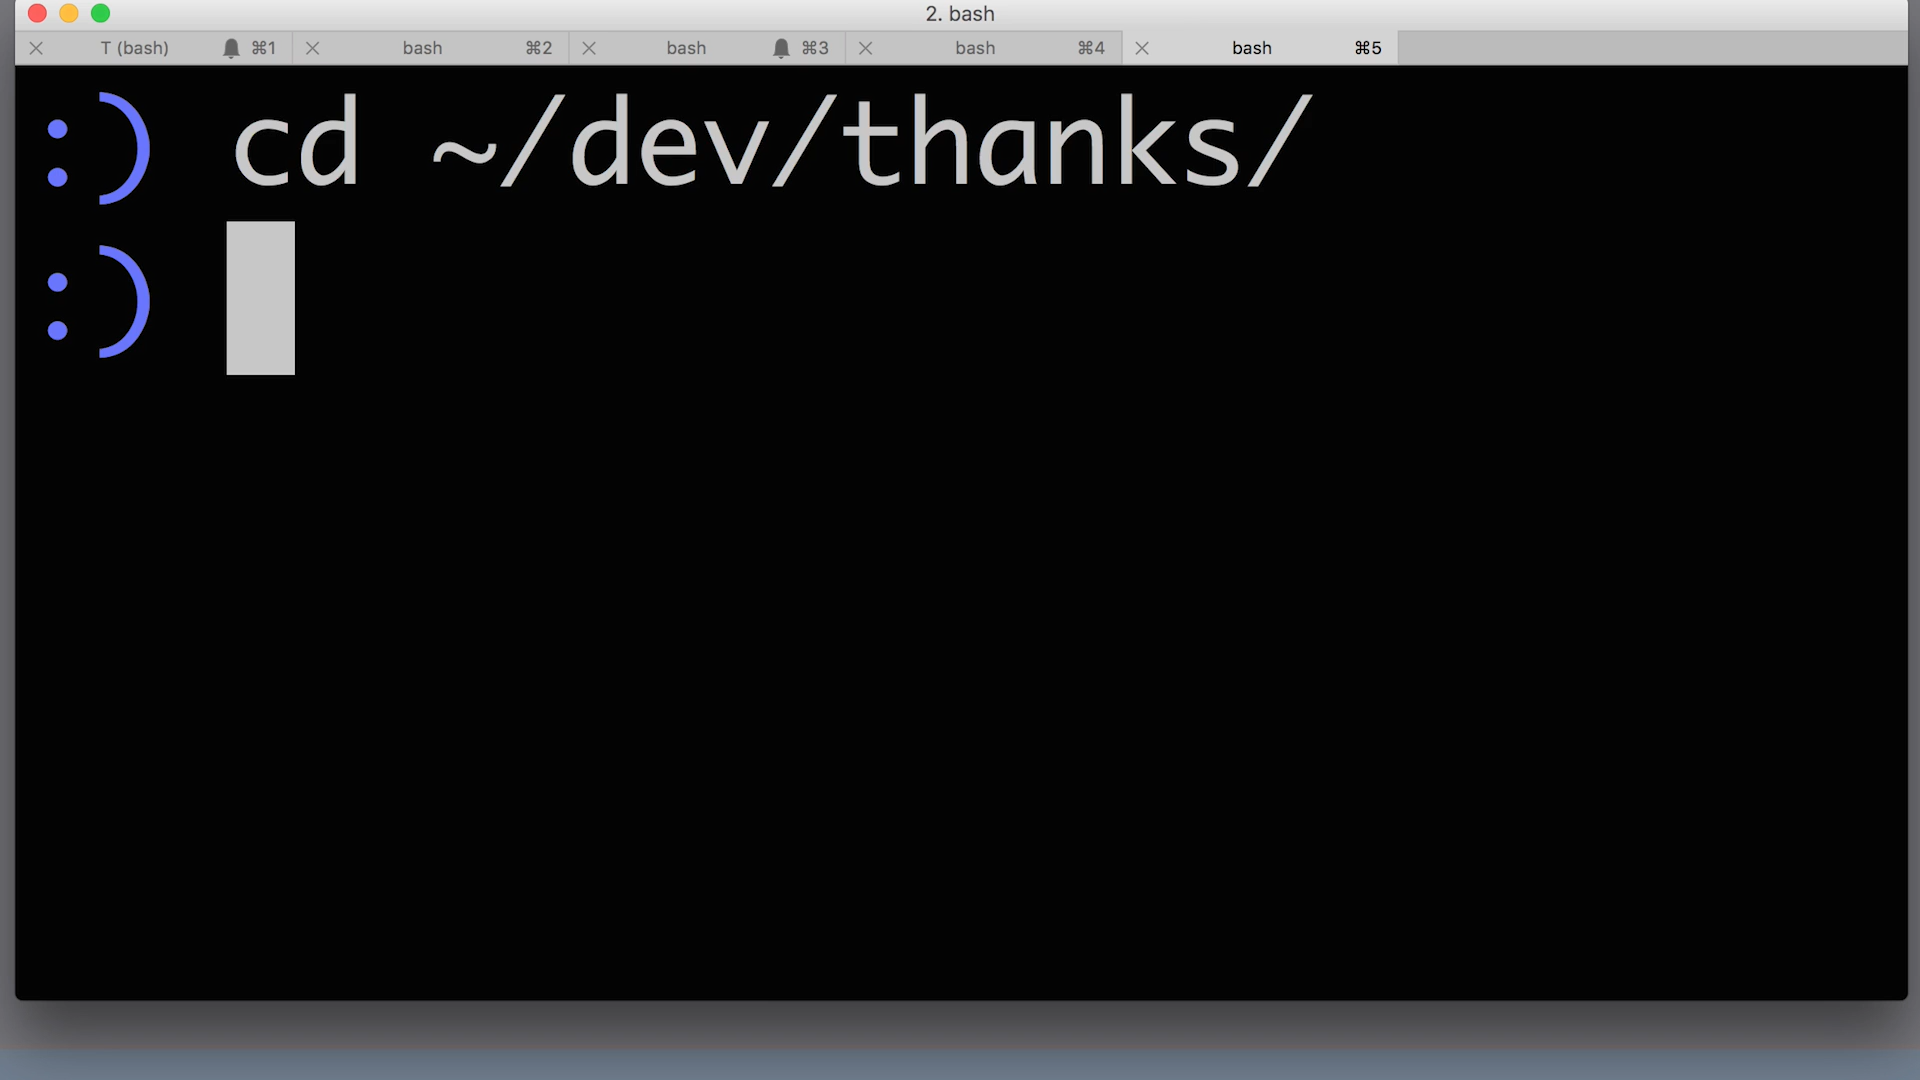 2. bash
T (bash) ⌘1 bash ⌘2 bash ⌘3 bash ⌘4 bash ⌘5
:) cd ~/dev/thanks/
:)